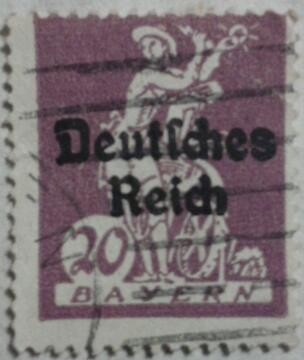 Deutſches
Reich
20
BAYERN